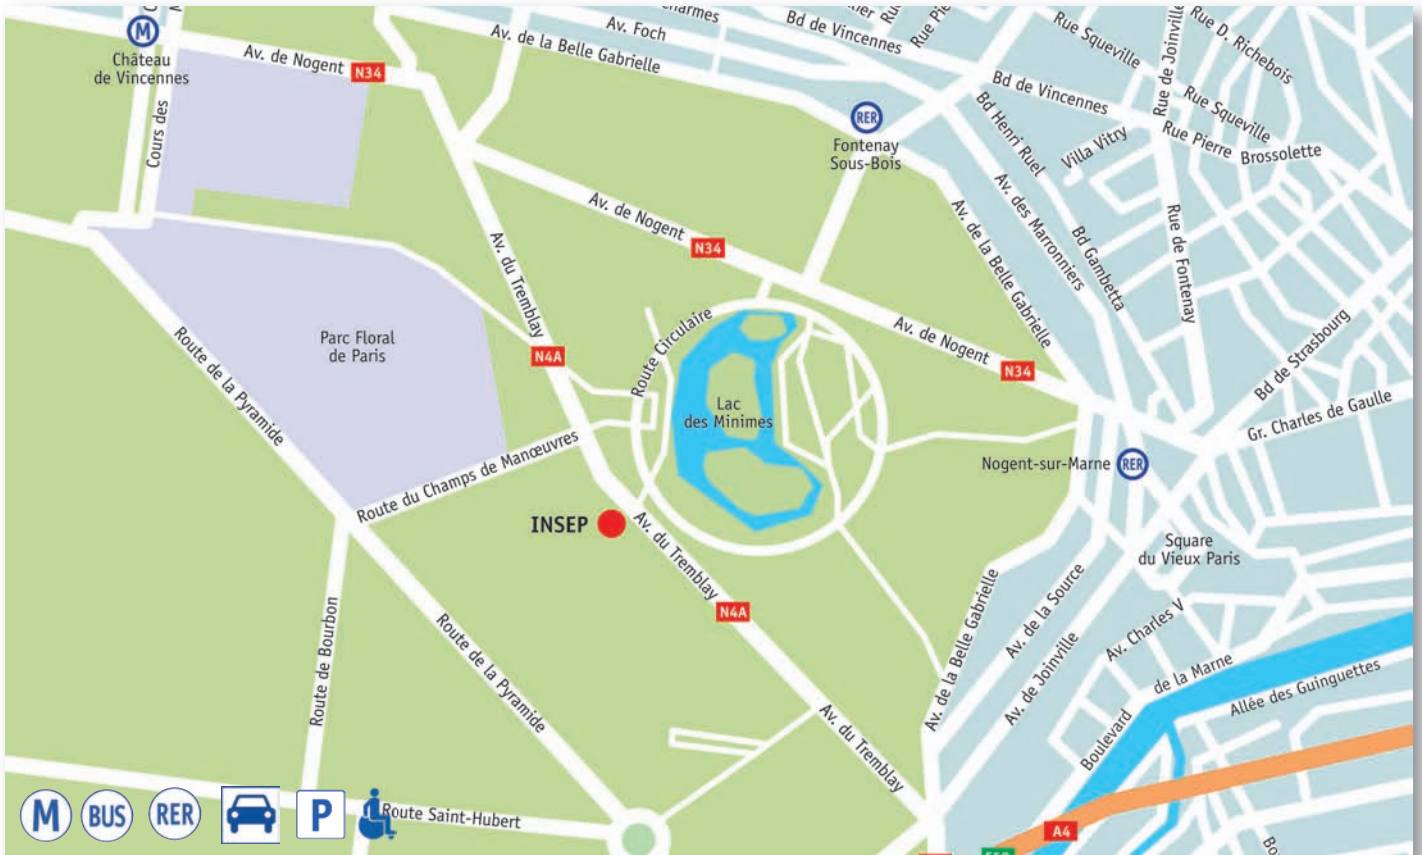 M
Château
de Vincennes
Av. de Nogent
N34
Cours des
Av. de la Belle Gabrielle
Av. Foch
Bd de Vincennes
Rue Squeville
Rue de Joinville
Rue D. Richebois
Bd de Vincennes
Rue Squeville
Rue Pierre Brossolette
Bd Henri Ruel
Villa Vitry
RER
Fontenay
Sous-Bois
Av. de Nogent
N34
Av. des Marronniers
Av. de la Belle Gabrielle
Bd Gambetta
Rue de Fontenay
Av. du Tremblay
N4A
Parc Floral
de Paris
Route de la Pyramide
Route Circulaire
Av. de Nogent
N34
Bd de Strasbourg
Lac
des Minimes
Gr. Charles de Gaulle
Route du Champs de Manœuvres
Nogent-sur-Marne
RER
INSEP
Av. du Tremblay
N4A
Square
du Vieux Paris
Route de Bourbon
Route de la Pyramide
Av. de la Belle Gabrielle
Av. de la Source
Av. de Joinville
Av. Charles V
Boulevard de la Marne
Allée des Guinguettes
Av. du Tremblay
M
BUS
RER
P
Route Saint-Hubert
A4